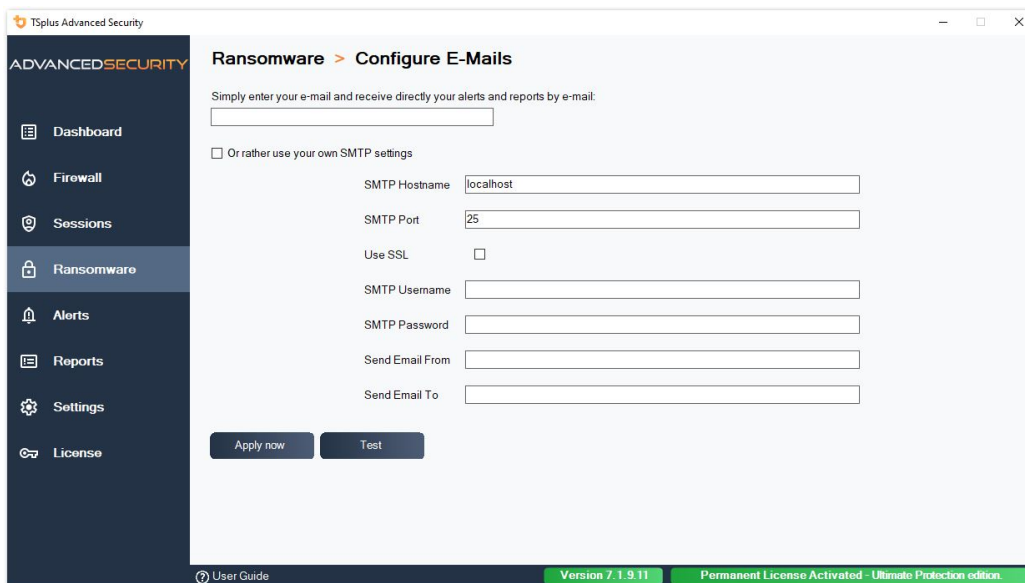 TSplus Advanced Security
ADVANCEDSECURITY
Dashboard
Firewall
Sessions
Ransomware
Alerts
Reports
Settings
License
Ransomware > Configure E-Mails
Simply enter your e-mail and receive directly your alerts and reports by e-mail:
Or rather use your own SMTP settings
SMTP Hostname localhost
SMTP Port 25
Use SSL
SMTP Username
SMTP Password
Send Email From
Send Email To
Apply now Test
User Guide Version 7.1.9.11 Permanent License Activated - Ultimate Protection edition.